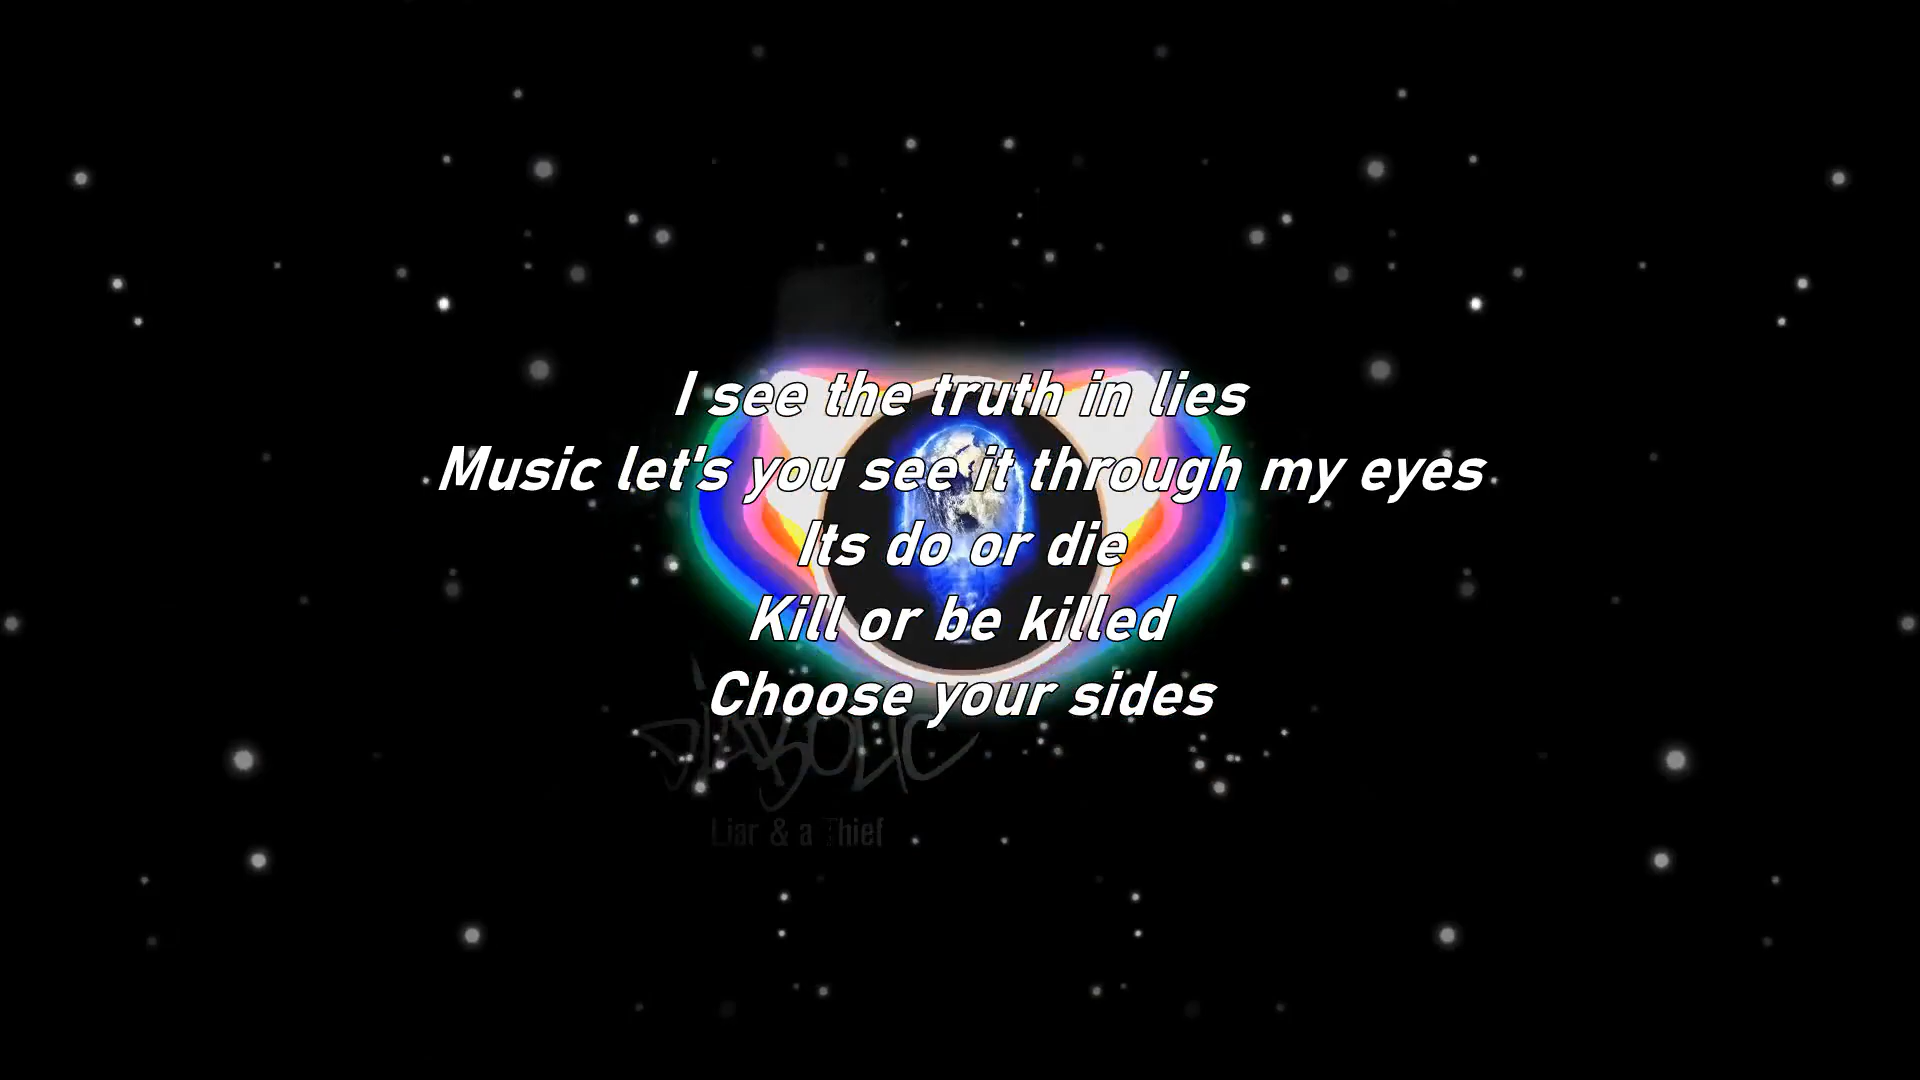 I see the truth in lies
Music let's you see it through my eyes
Its do or die
Kill or be killed
Choose your sides
DIABOLIC
Liar & a Thief